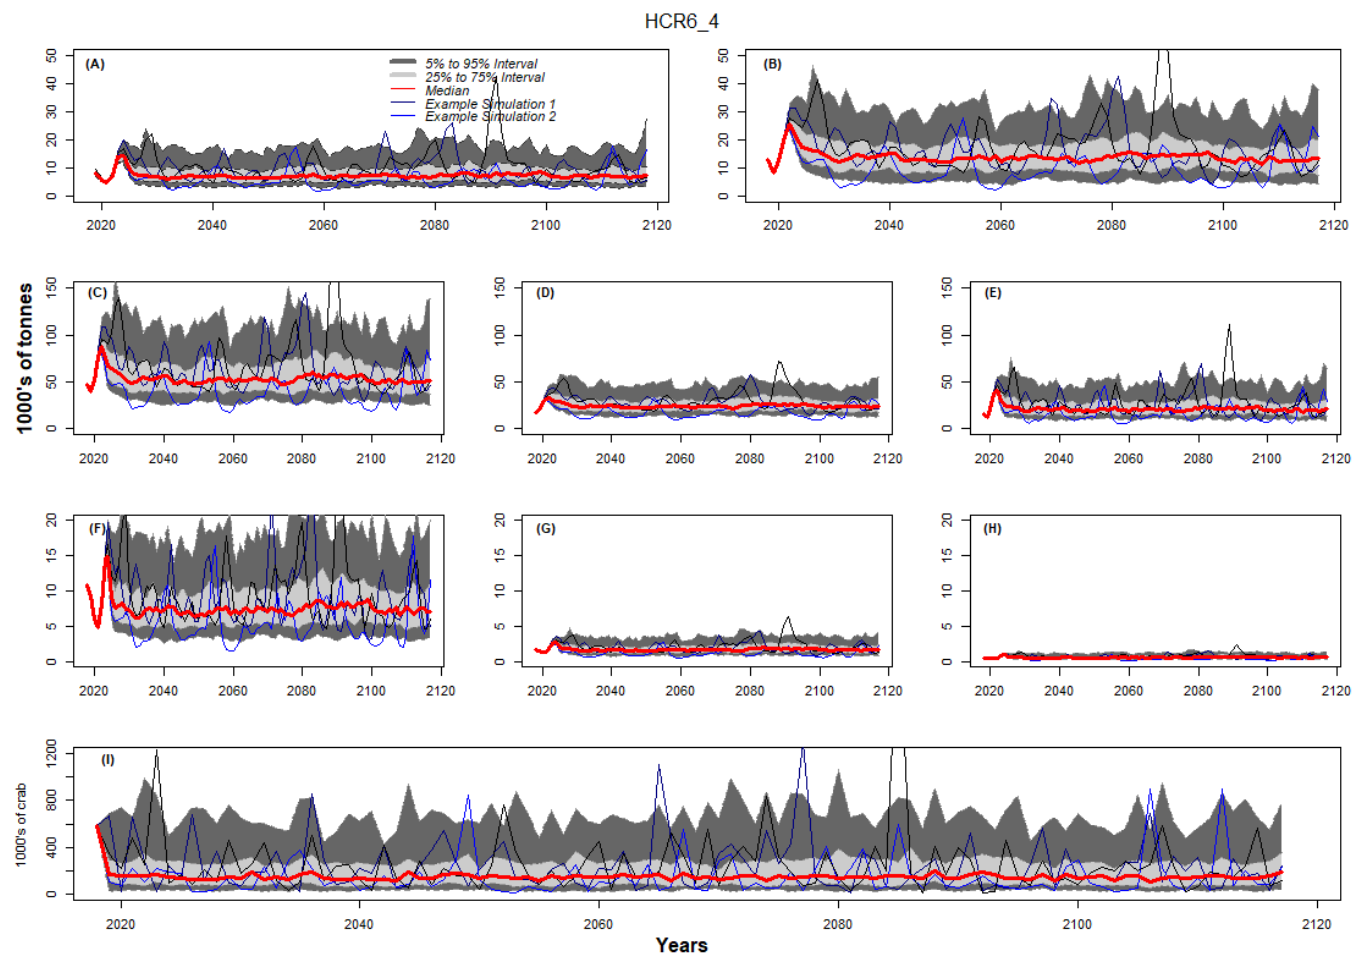 HCR6_4
(A)
5% to 95% Interval
25% to 75% Interval
Median
Example Simulation 1
Example Simulation 2
0 10 20 30 40 50
2020 2040 2060 2080 2100 2120
(B)
0 10 20 30 40 50
2020 2040 2060 2080 2100 2120
1000's of tonnes
(C)
0 50 100 150
2020 2040 2060 2080 2100 2120
(D)
0 50 100 150
2020 2040 2060 2080 2100 2120
(E)
0 50 100 150
2020 2040 2060 2080 2100 2120
(F)
0 5 10 15 20
2020 2040 2060 2080 2100 2120
(G)
0 5 10 15 20
2020 2040 2060 2080 2100 2120
(H)
0 5 10 15 20
2020 2040 2060 2080 2100 2120
1000's of crab
(I)
0 400 800 1200
2020 2040 2060 2080 2100 2120
Years